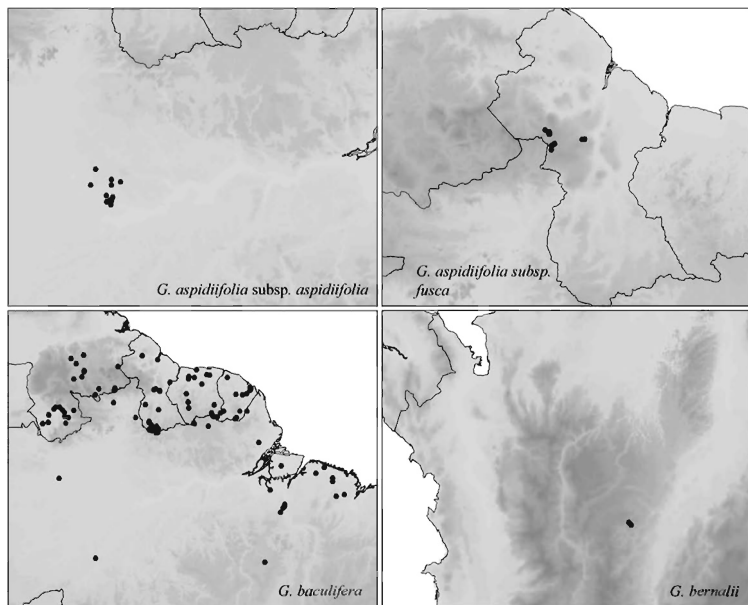 G. aspidiifolia subsp. aspidiifolia
G. aspidiifolia subsp.
fusca
G. baculifera
G. bernalii